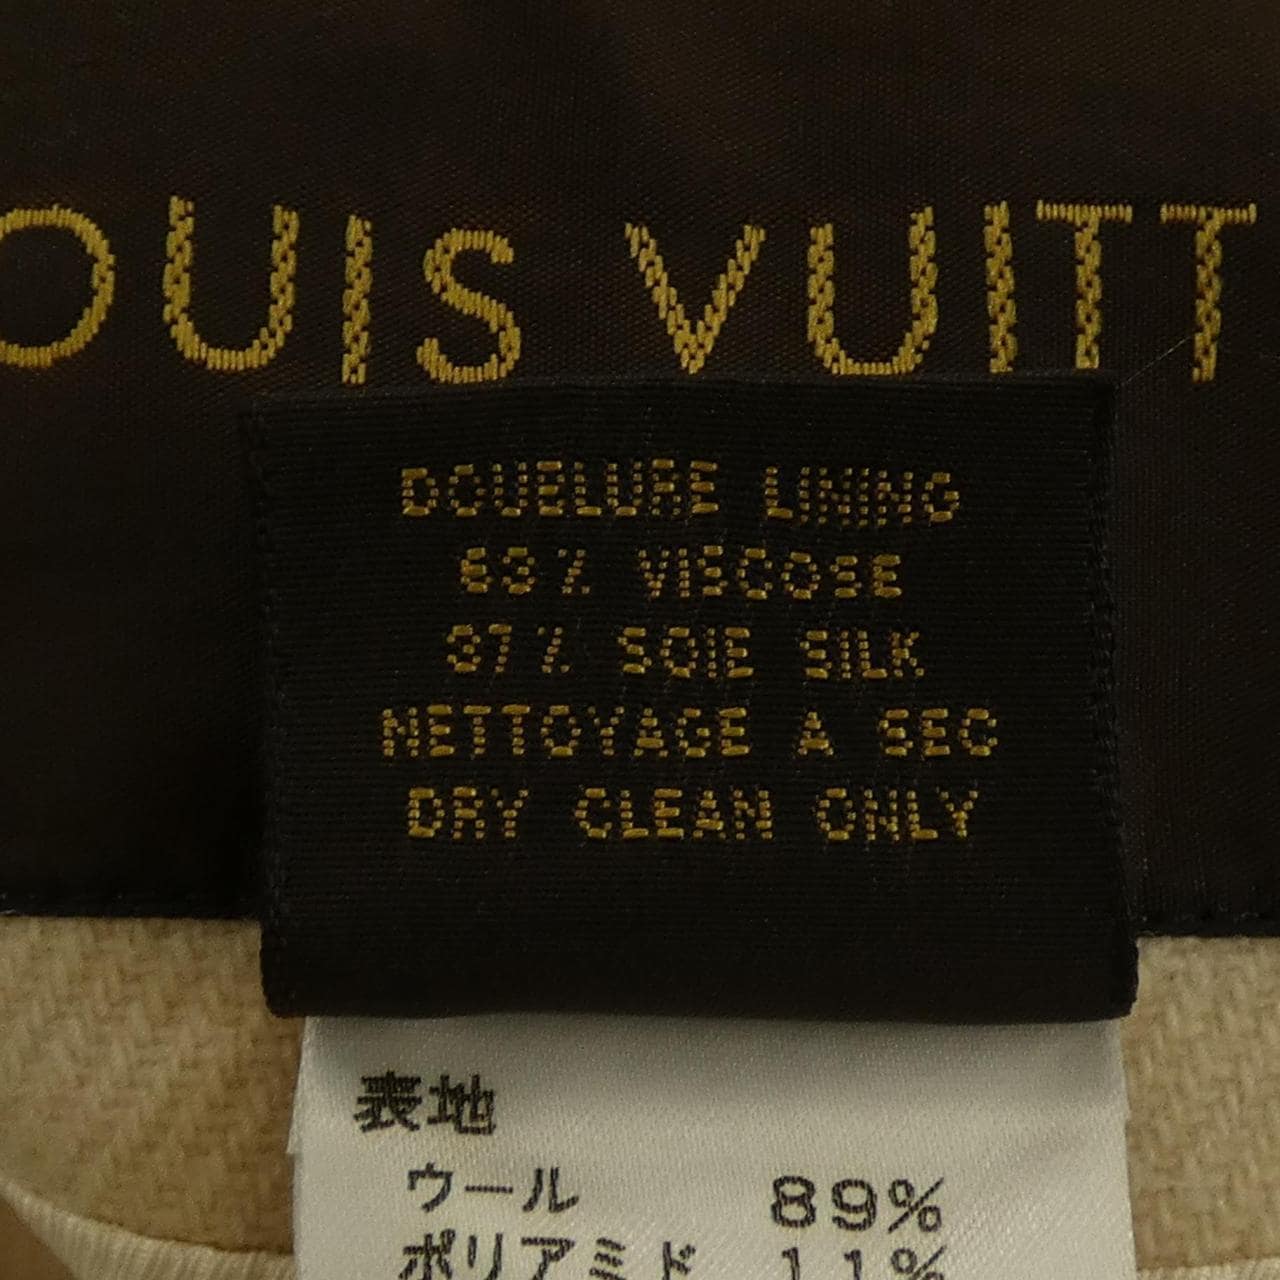 OUIS VUITT
DOUBLURE LINING
63% VISCOSE
37% SOIE SILK
NETTOYAGE A SEC
DRY CLEAN ONLY
表地
ウール 89%
ポリアミド 11%